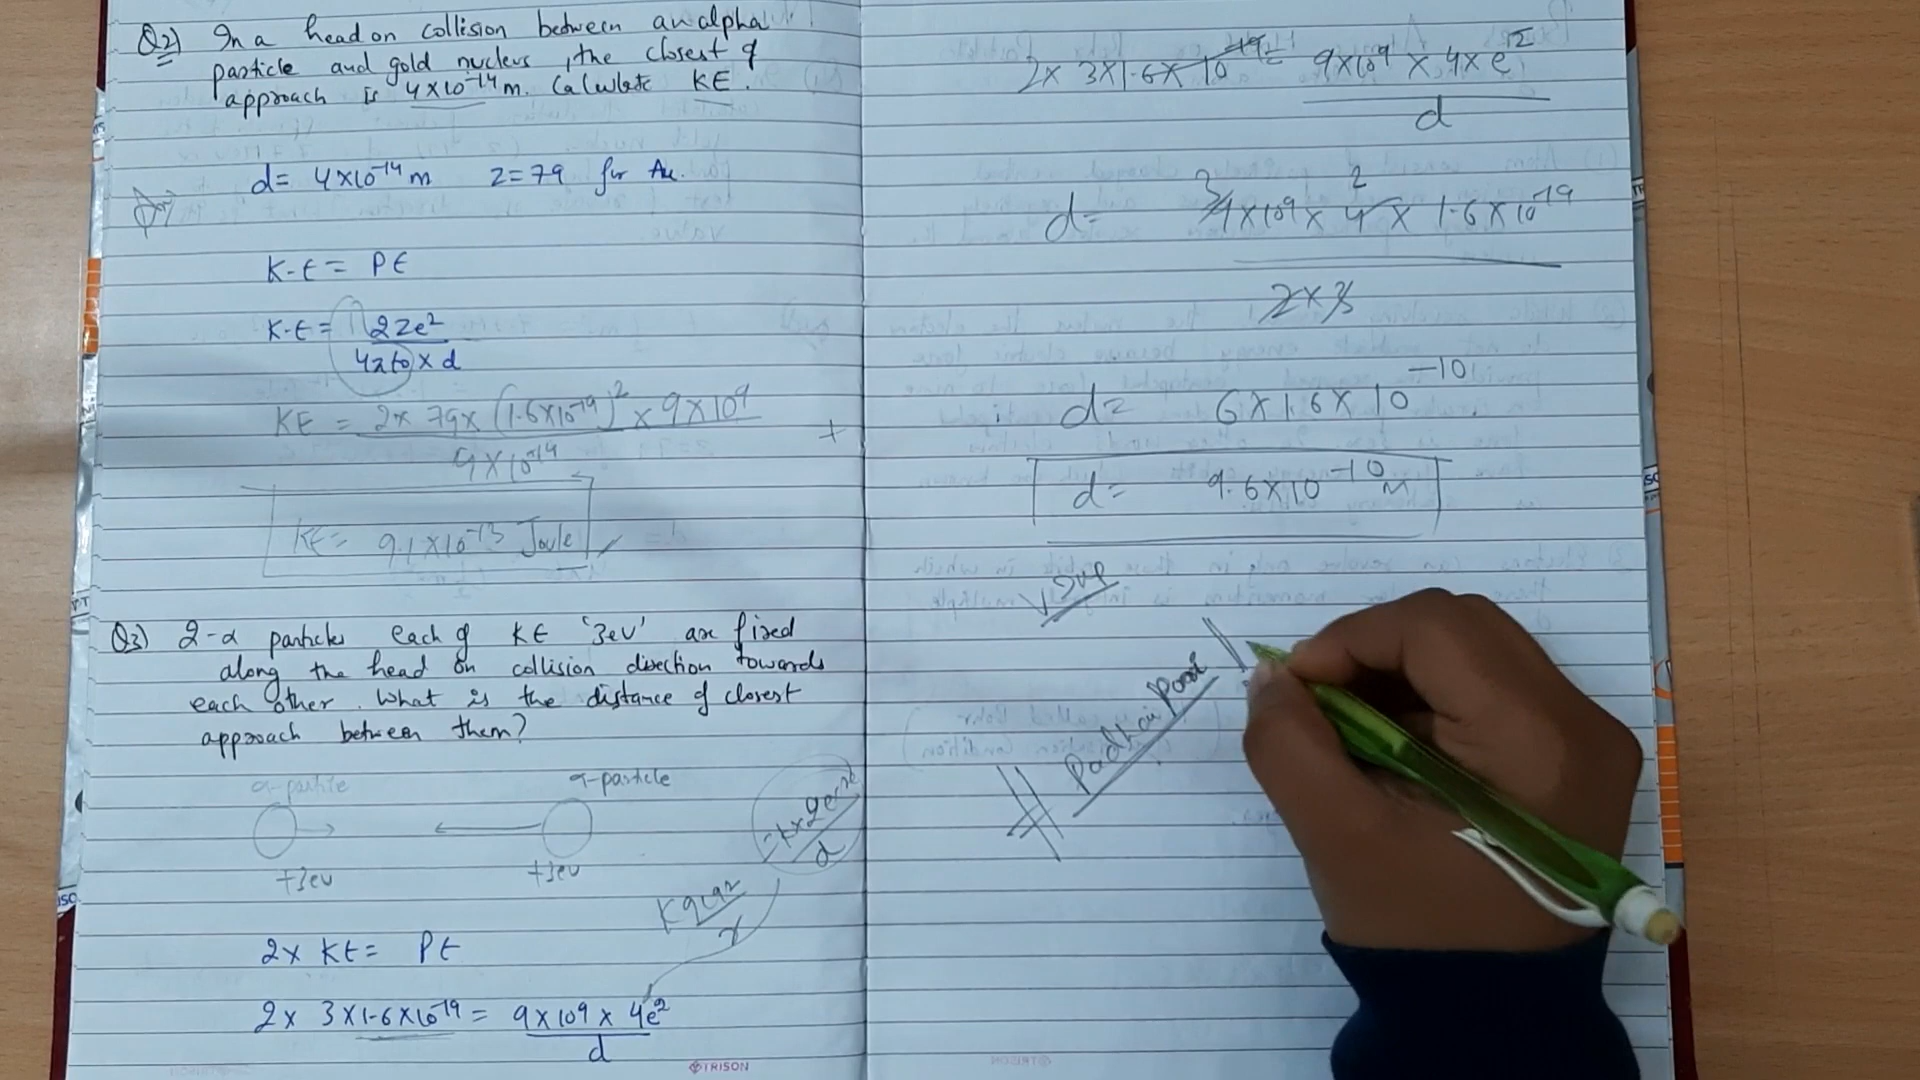 Q2) In a head on collision between an alpha
particle and gold nucleus, the closest of
approach is 4×10⁻¹⁴ m. Calculate KE.
d= 4×10⁻¹⁴ m z=79 for Au.
K-E = PE
K-E = 2Ze²
4πε0 × d
KE = 2× 79× (1.6×10⁻¹⁹)² × 9×10⁹
4×10⁻¹⁴
KE= 9.1×10⁻¹³ Joule
Q3) 2-α particles each of KE '3eV' are fixed
along the head on collision direction towards
each other. What is the distance of closest
approach between them?
α-particle α-particle
+3eV +3eV
2× KE = PE
2× 3×1.6×10⁻¹⁹ = 9×10⁹ × 4e²
d
2× 3×1.6×10⁻¹⁹= 9×10⁹ × 4×e²
d
d= 9×10⁹× 4 × 1.6×10⁻¹⁹
3 2
2×3
d= 6×1.6×10⁻¹⁰
d= 9.6×10⁻¹⁰m
TRISON